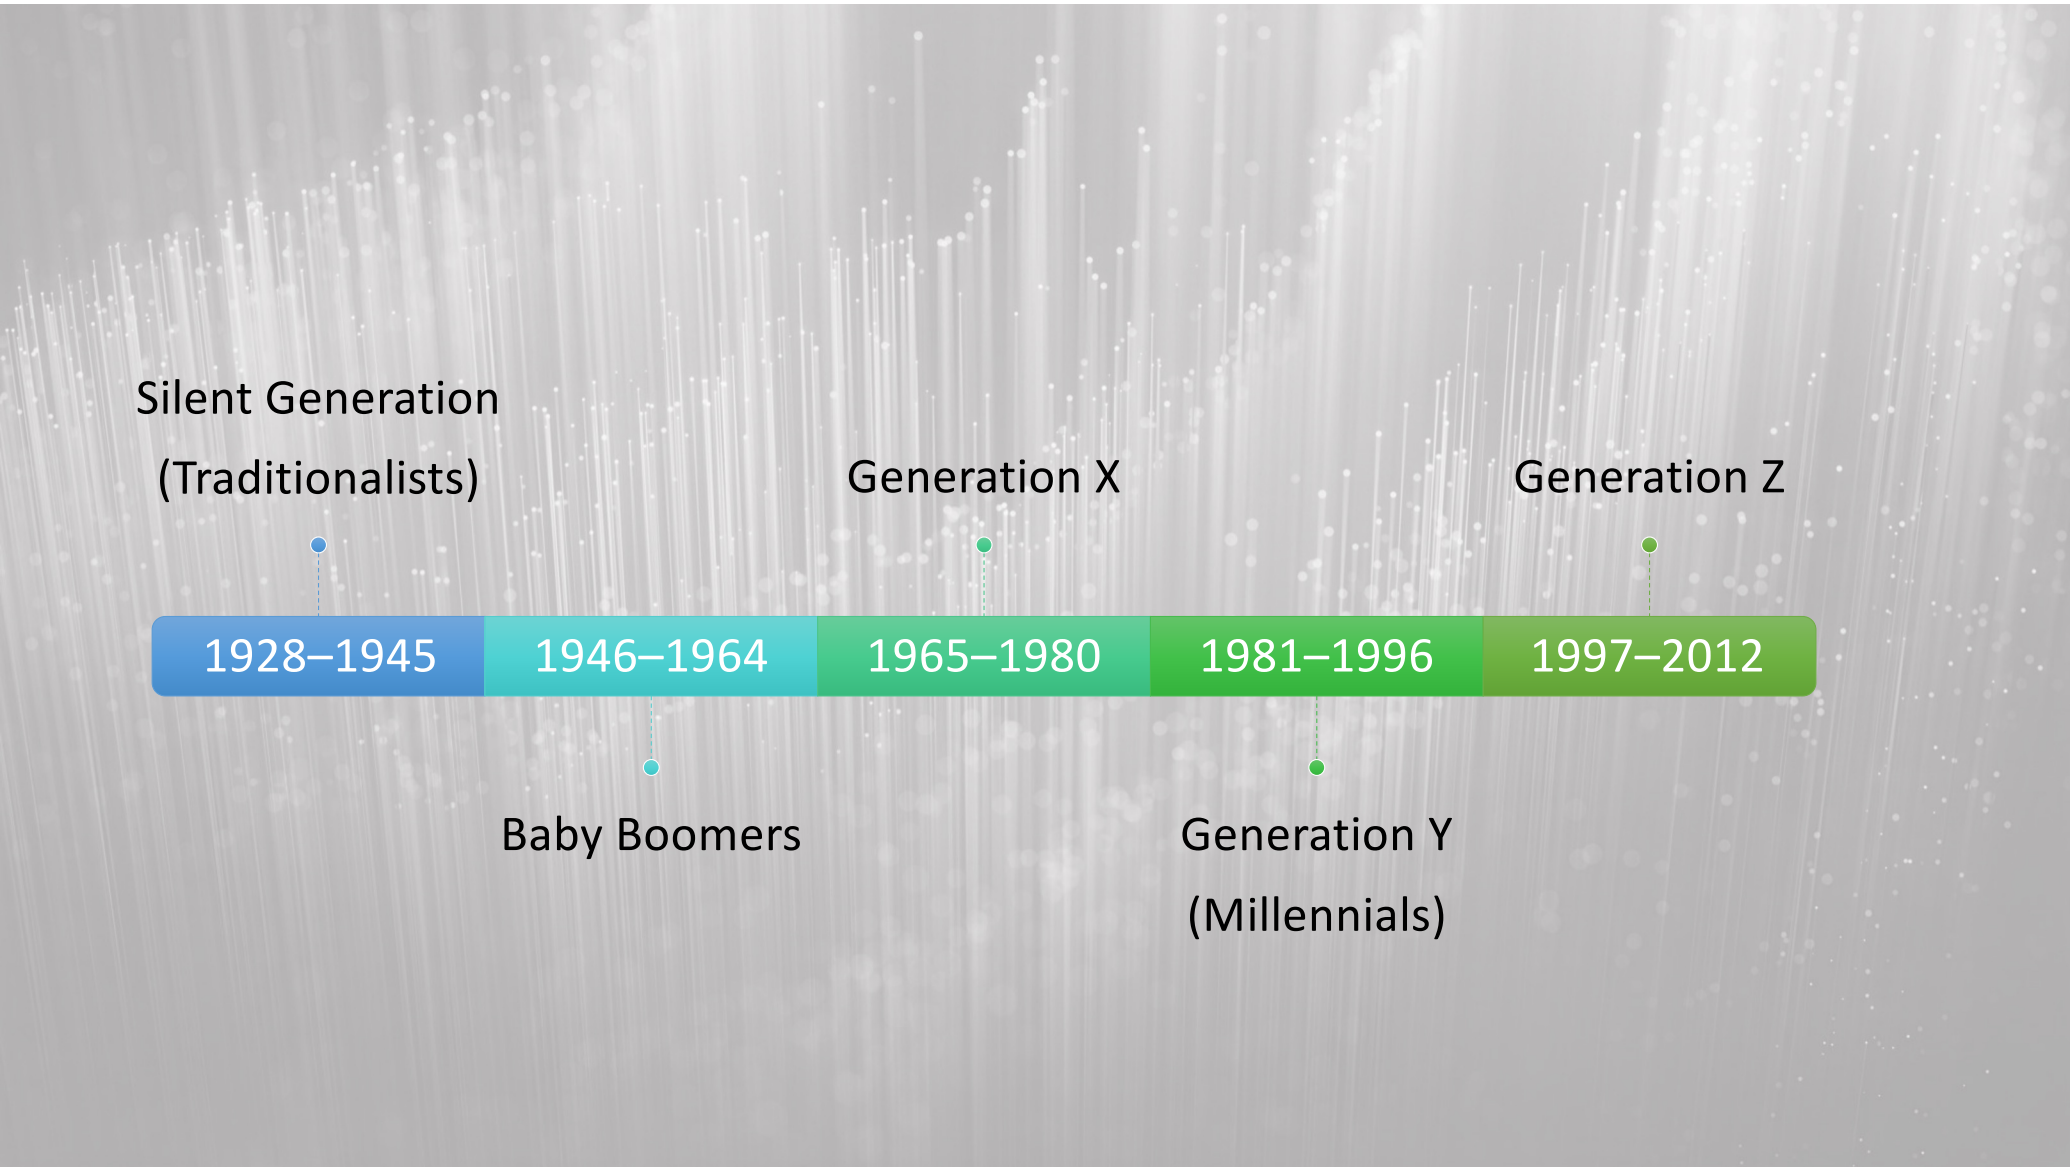 Silent Generation
(Traditionalists)
Generation X
Generation Z
1928–1945
1946–1964
1965–1980
1981–1996
1997–2012
Baby Boomers
Generation Y
(Millennials)